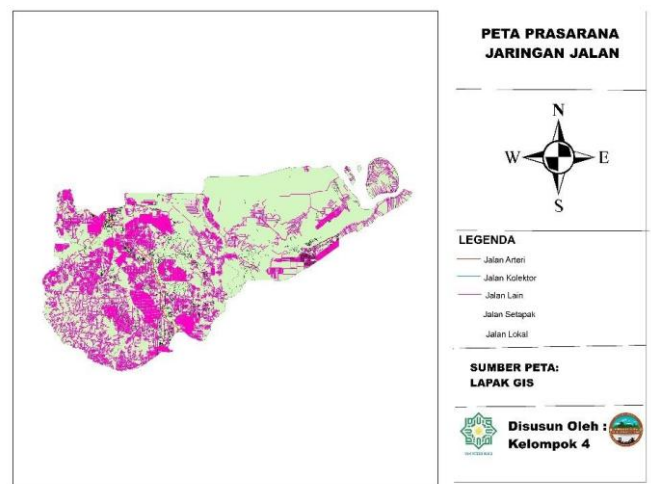 PETA PRASARANA
JARINGAN JALAN
N
W E
S
LEGENDA
Jalan Arteri
Jalan Kolektor
Jalan Lain
Jalan Setapak
Jalan Lokal
SUMBER PETA:
LAPAK GIS
Disusun Oleh :
Kelompok 4